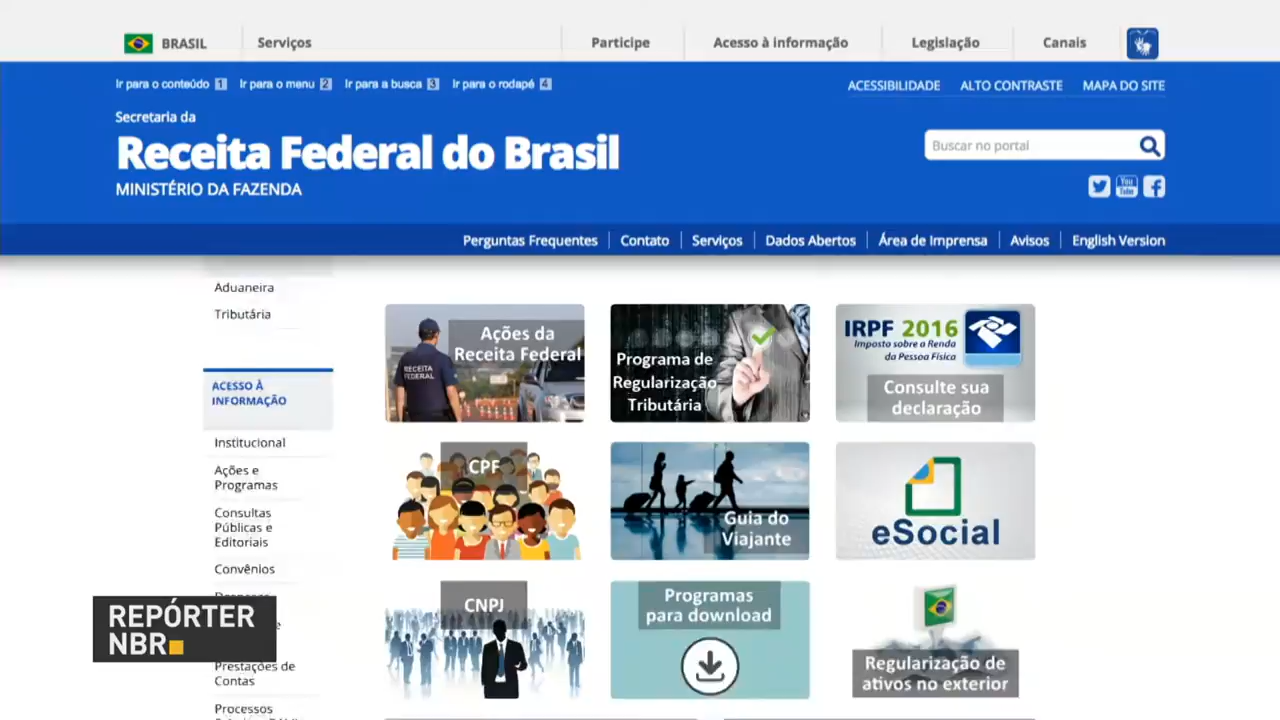 BRASIL
Serviços
Participe
Acesso à informação
Legislação
Canais
Ir para o conteúdo 1
Ir para o menu 2
Ir para a busca 3
Ir para o rodapé 4
ACESSIBILIDADE
ALTO CONTRASTE
MAPA DO SITE
Secretaria da
Receita Federal do Brasil
MINISTÉRIO DA FAZENDA
Buscar no portal
You
Tube
Perguntas Frequentes
Contato
Serviços
Dados Abertos
Área de Imprensa
Avisos
English Version
Aduaneira
Tributária
ACESSO À
INFORMAÇÃO
Institucional
Ações e
Programas
Consultas
Públicas e
Editoriais
Convênios
Prestações de
Contas
Processos
RECEITA
FEDERAL
Ações da
Receita Federal
Programa de
Regularização
Tributária
IRPF 2016
Imposto sobre a Renda
da Pessoa Física
Consulte sua
declaração
CPF
Guia do
Viajante
eSocial
CNPJ
Programas
para download
Regularização de
ativos no exterior
REPÓRTER
NBR